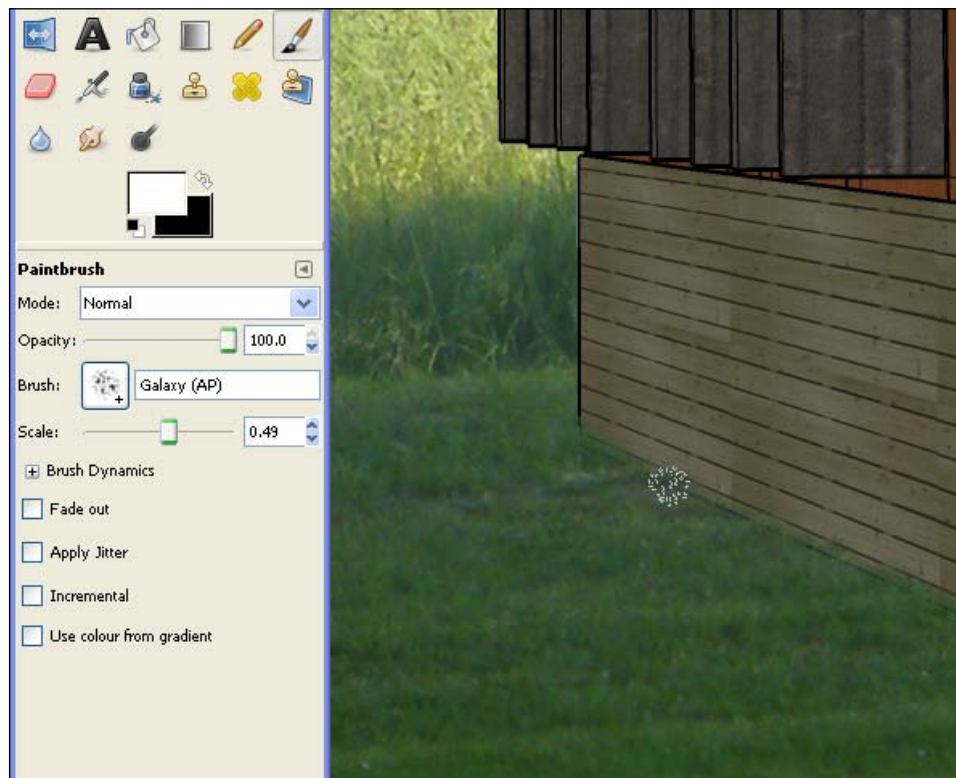 Paintbrush
Mode: Normal
Opacity: 100.0
Brush: Galaxy (AP)
Scale: 0.49
Brush Dynamics
Fade out
Apply Jitter
Incremental
Use colour from gradient